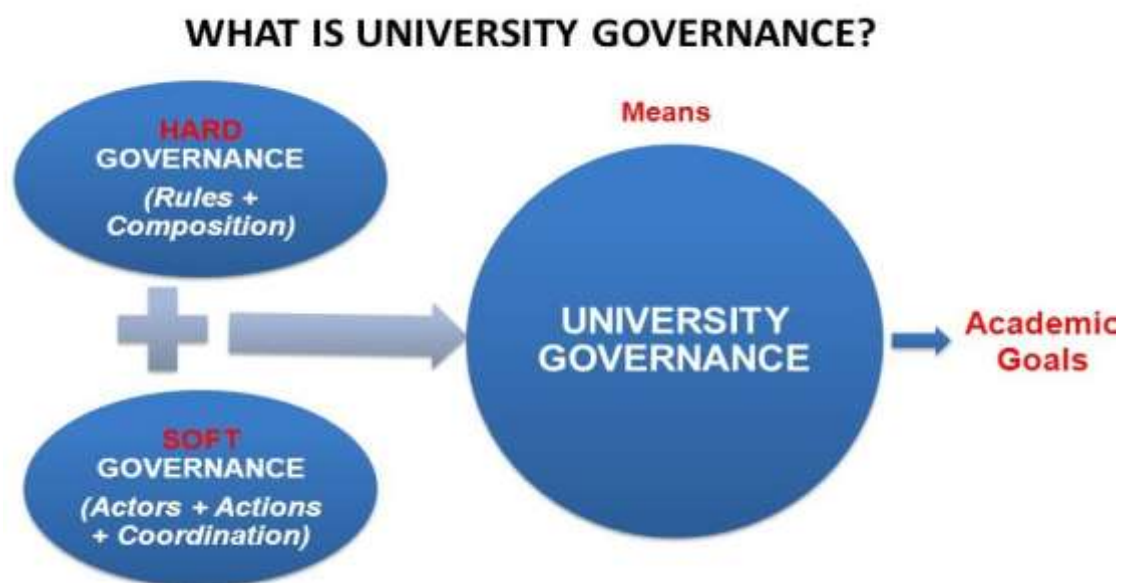 WHAT IS UNIVERSITY GOVERNANCE?
HARD
GOVERNANCE
(Rules +
Composition)
SOFT
GOVERNANCE
(Actors + Actions
+ Coordination)
Means
UNIVERSITY
GOVERNANCE
Academic
Goals